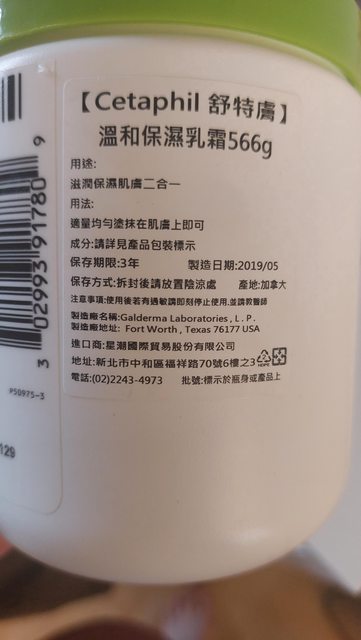 【Cetaphil 舒特膚】
溫和保濕乳霜566g
用途:
滋潤保濕肌膚二合一
用法:
適量均勻塗抹在肌膚上即可
成分:請詳見產品包裝標示
保存期限:3年 製造日期:2019/05
保存方式:拆封後請放置陰涼處 產地:加拿大
注意事項:使用後若有過敏請即刻停止使用,並請教醫師
製造廠名稱:Galderma Laboratories , L . P .
製造廠地址: Fort Worth , Texas 76177 USA
進口商:星潮國際貿易股份有限公司
地址:新北市中和區福祥路70號6樓之3
電話:(02)2243-4973 批號:標示於瓶身或產品上
3 02993 91780 9
P50975-3
129